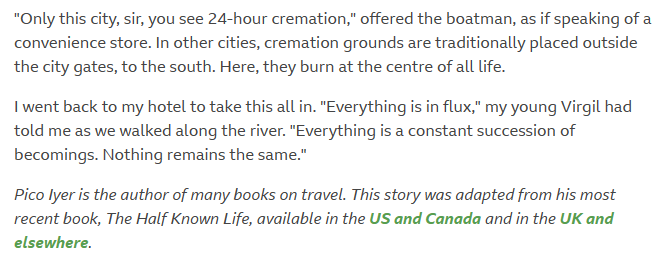 "Only this city, sir, you see 24-hour cremation," offered the boatman, as if speaking of a
convenience store. In other cities, cremation grounds are traditionally placed outside
the city gates, to the south. Here, they burn at the centre of all life.
I went back to my hotel to take this all in. "Everything is in flux," my young Virgil had
told me as we walked along the river. "Everything is a constant succession of
becomings. Nothing remains the same."
Pico Iyer is the author of many books on travel. This story was adapted from his most
recent book, The Half Known Life, available in the US and Canada and in the UK and
elsewhere.